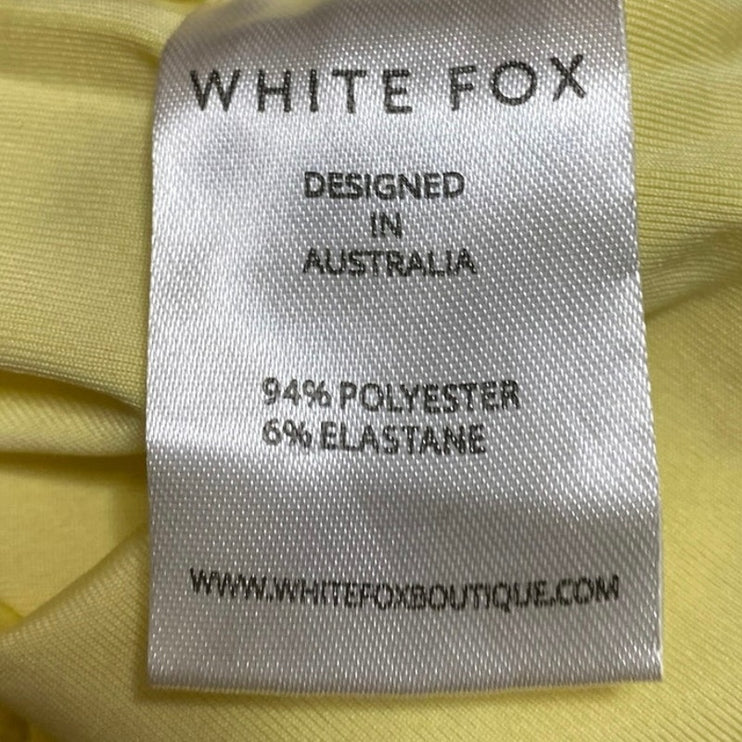 WHITE FOX
DESIGNED
IN
AUSTRALIA
94% POLYESTER
6% ELASTANE
WWW.WHITEFOXBOUTIQUE.COM